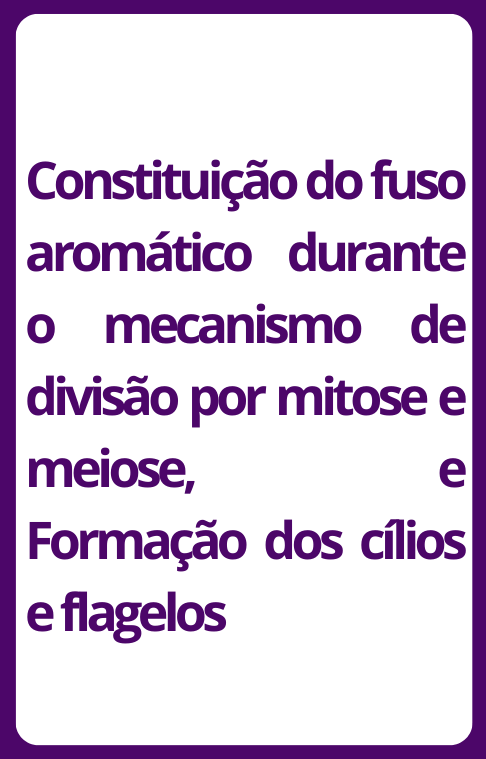 Constituição do fuso
aromático durante
o mecanismo de
divisão por mitose e
meiose, e
Formação dos cílios
e flagelos